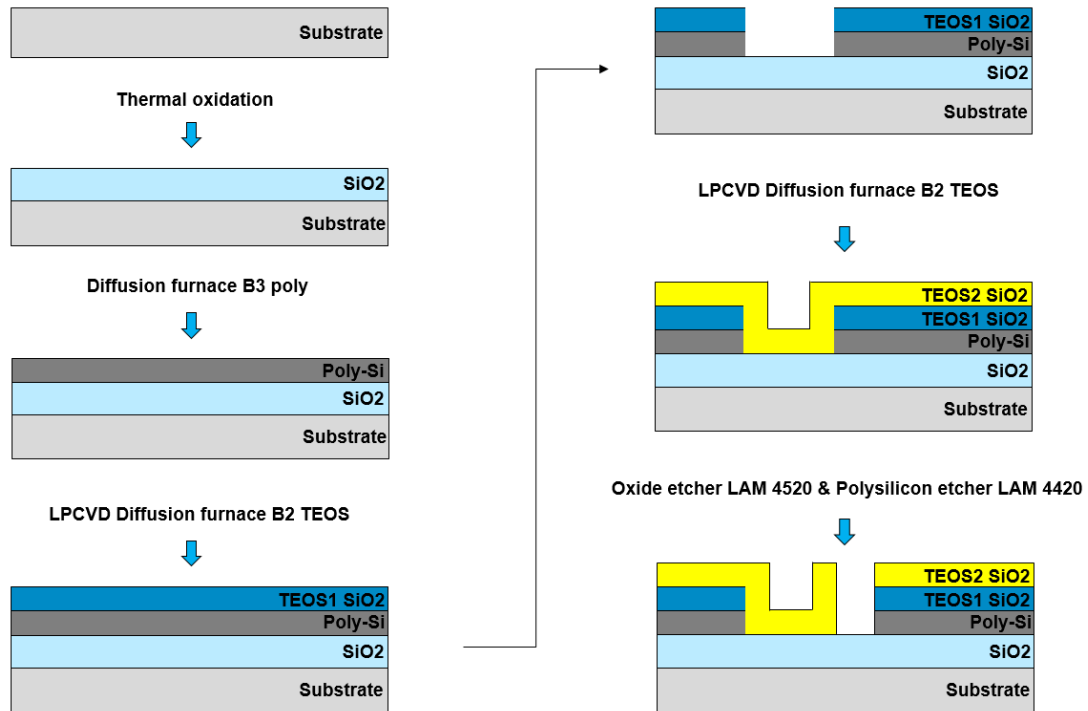 Substrate
Thermal oxidation
SiO2
Substrate
Diffusion furnace B3 poly
Poly-Si
SiO2
Substrate
LPCVD Diffusion furnace B2 TEOS
TEOS1 SiO2
Poly-Si
SiO2
Substrate
TEOS1 SiO2
Poly-Si
SiO2
Substrate
LPCVD Diffusion furnace B2 TEOS
TEOS2 SiO2
TEOS1 SiO2
Poly-Si
SiO2
Substrate
Oxide etcher LAM 4520 & Polysilicon etcher LAM 4420
TEOS2 SiO2
TEOS1 SiO2
Poly-Si
SiO2
Substrate